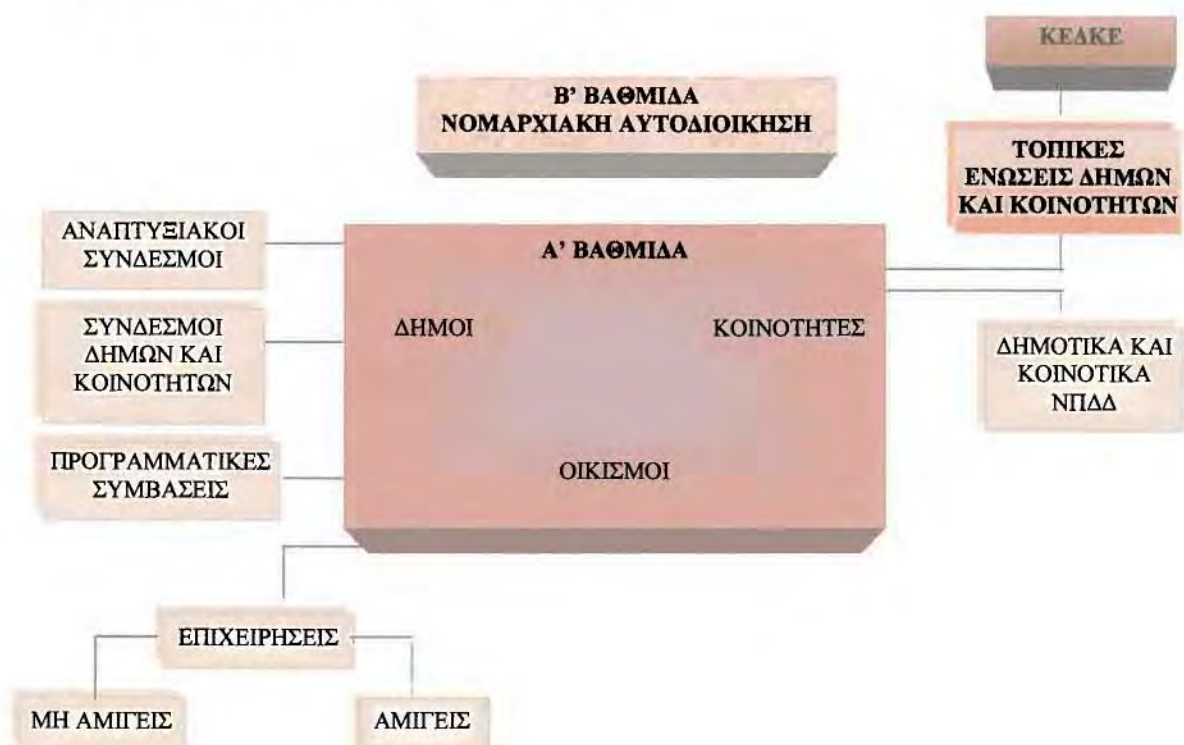 ΚΕΔΚΕ
Β’ ΒΑΘΜΙΔΑ
ΝΟΜΑΡΧΙΑΚΗ ΑΥΤΟΔΙΟΙΚΗΣΗ
ΤΟΠΙΚΕΣ
ΕΝΩΣΕΙΣ ΔΗΜΩΝ
ΚΑΙ ΚΟΙΝΟΤΗΤΩΝ
ΑΝΑΠΤΥΞΙΑΚΟΙ
ΣΥΝΔΕΣΜΟΙ
Α’ ΒΑΘΜΙΔΑ
ΣΥΝΔΕΣΜΟΙ
ΔΗΜΩΝ ΚΑΙ
ΚΟΙΝΟΤΗΤΩΝ
ΔΗΜΟΙ
ΚΟΙΝΟΤΗΤΕΣ
ΔΗΜΟΤΙΚΑ ΚΑΙ
ΚΟΙΝΟΤΙΚΑ
ΝΠΔΔ
ΠΡΟΓΡΑΜΜΑΤΙΚΕΣ
ΣΥΜΒΑΣΕΙΣ
ΟΙΚΙΣΜΟΙ
ΕΠΙΧΕΙΡΗΣΕΙΣ
ΜΗ ΑΜΙΓΕΙΣ
ΑΜΙΓΕΙΣ